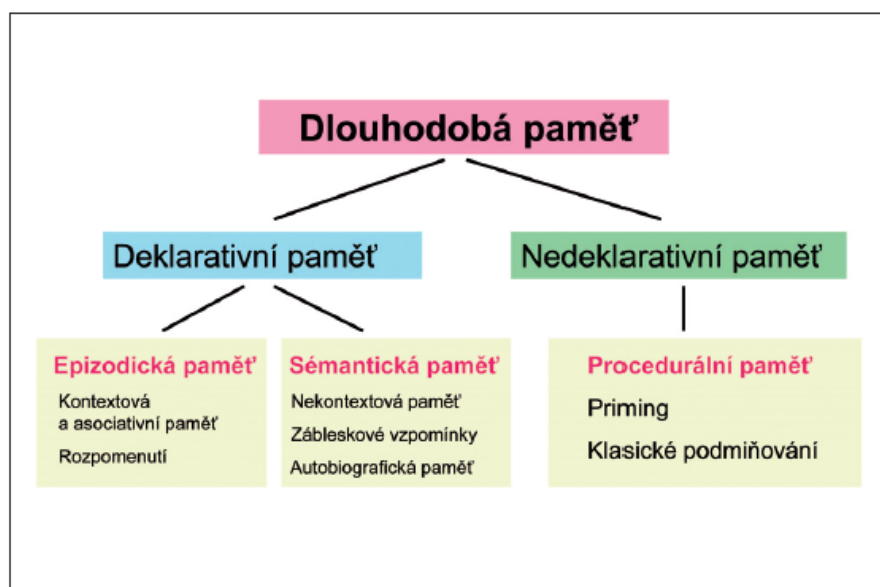 Dlouhodobá paměť
Deklarativní paměť
Nedeklarativní paměť
Epizodická paměť
Kontextová
a asociativní paměť
Rozpomenutí
Sémantická paměť
Nekontextová paměť
Zábleskové vzpomínky
Autobiografická paměť
Procedurální paměť
Priming
Klasické podmiňování